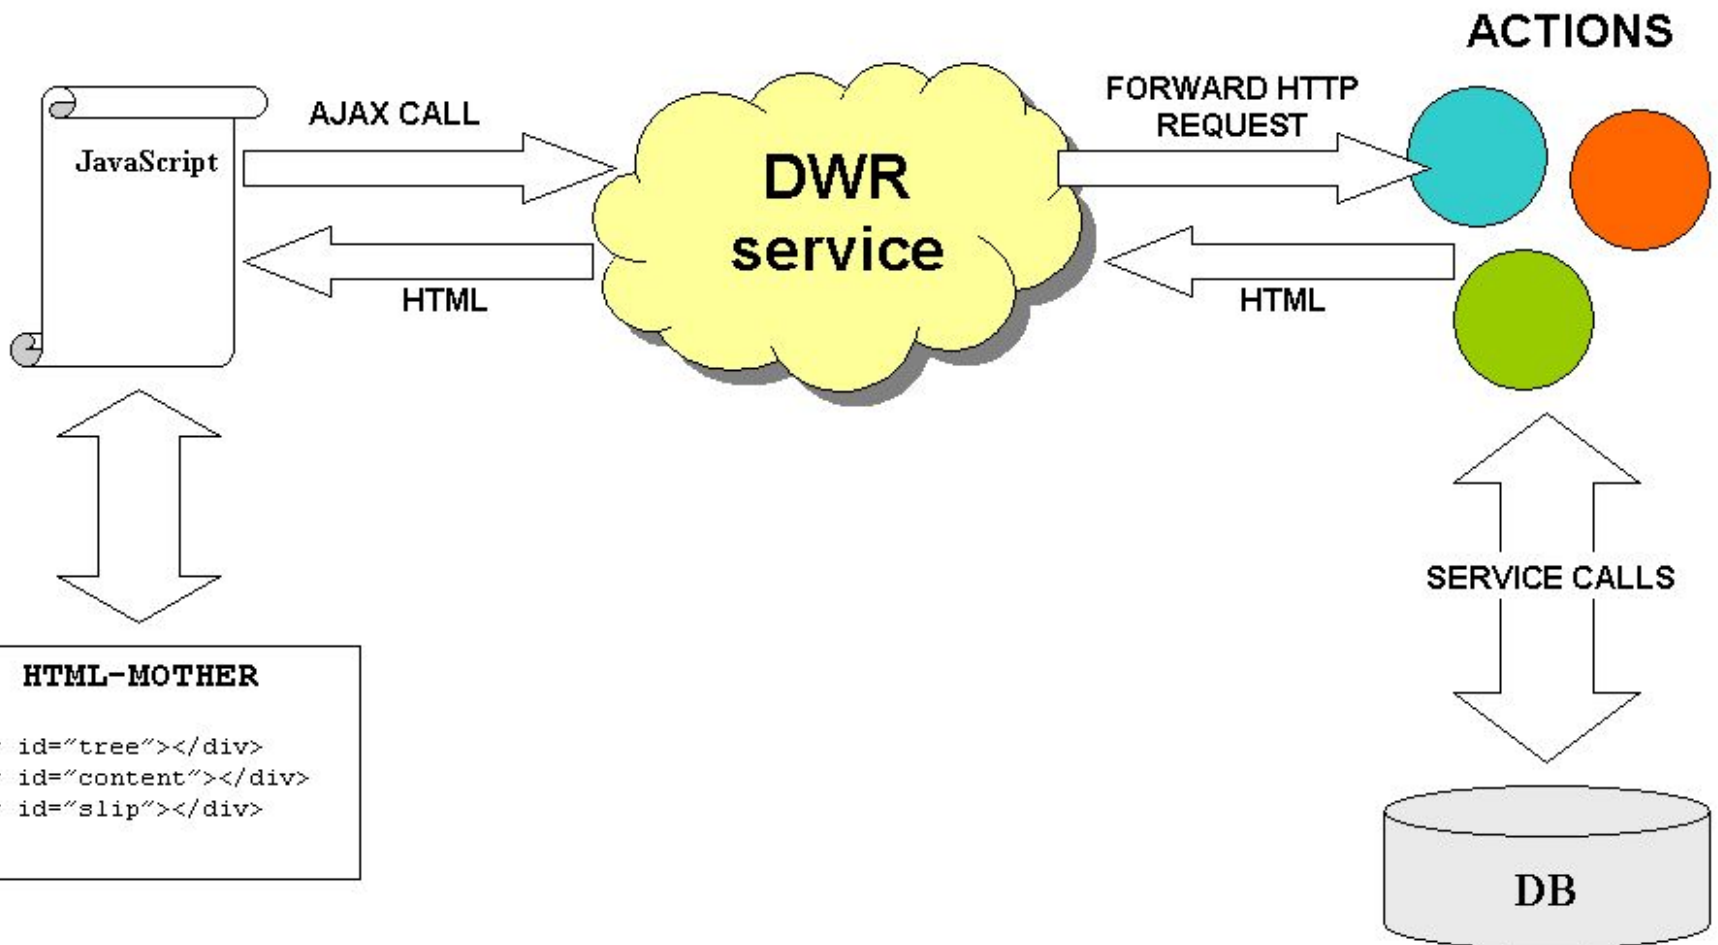 ACTIONS
AJAX CALL
FORWARD HTTP
REQUEST
JavaScript
DWR
service
HTML
HTML
SERVICE CALLS
HTML-MOTHER
id="tree"></div>
id="content"></div>
id="slip"></div>
DB